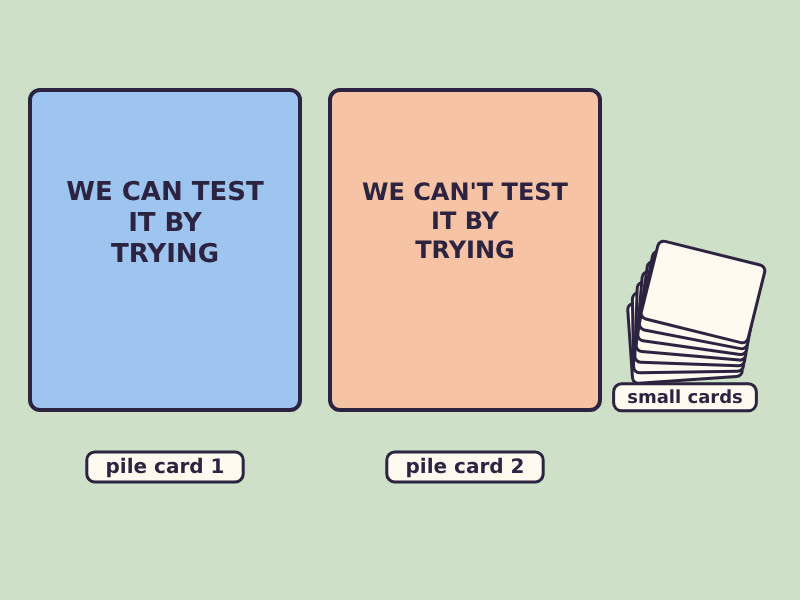 WE CAN TEST
IT BY
TRYING
WE CAN'T TEST
IT BY
TRYING
small cards
pile card 1
pile card 2